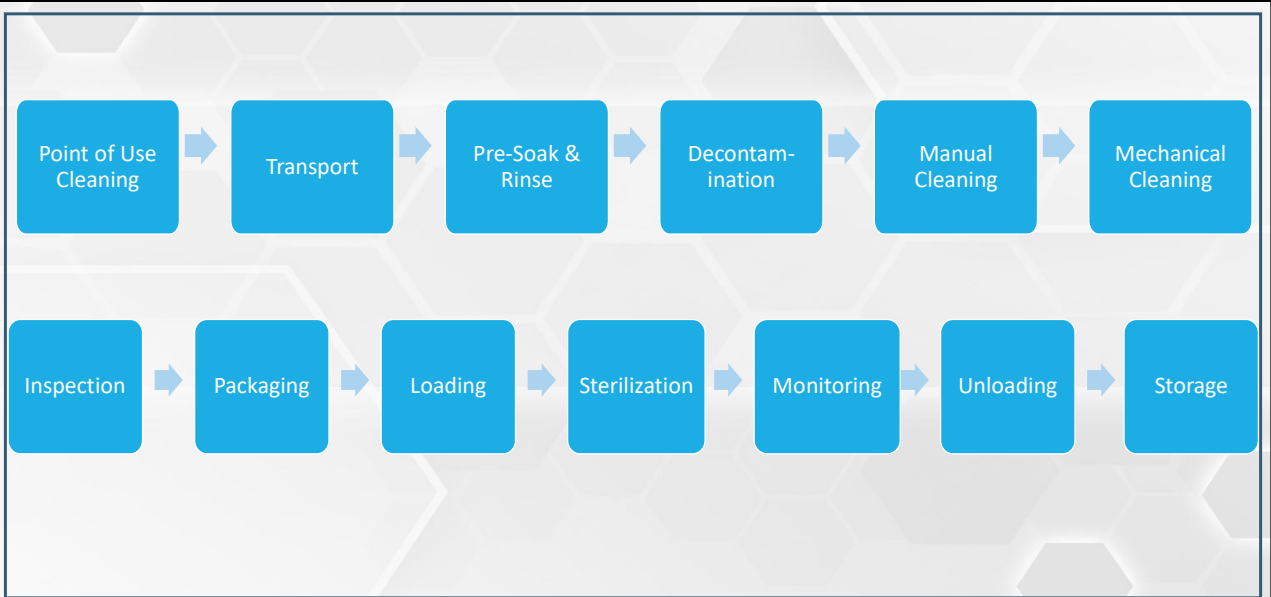 Point of Use
Cleaning
Transport
Pre-Soak &
Rinse
Decontam-
ination
Manual
Cleaning
Mechanical
Cleaning
Inspection
Packaging
Loading
Sterilization
Monitoring
Unloading
Storage